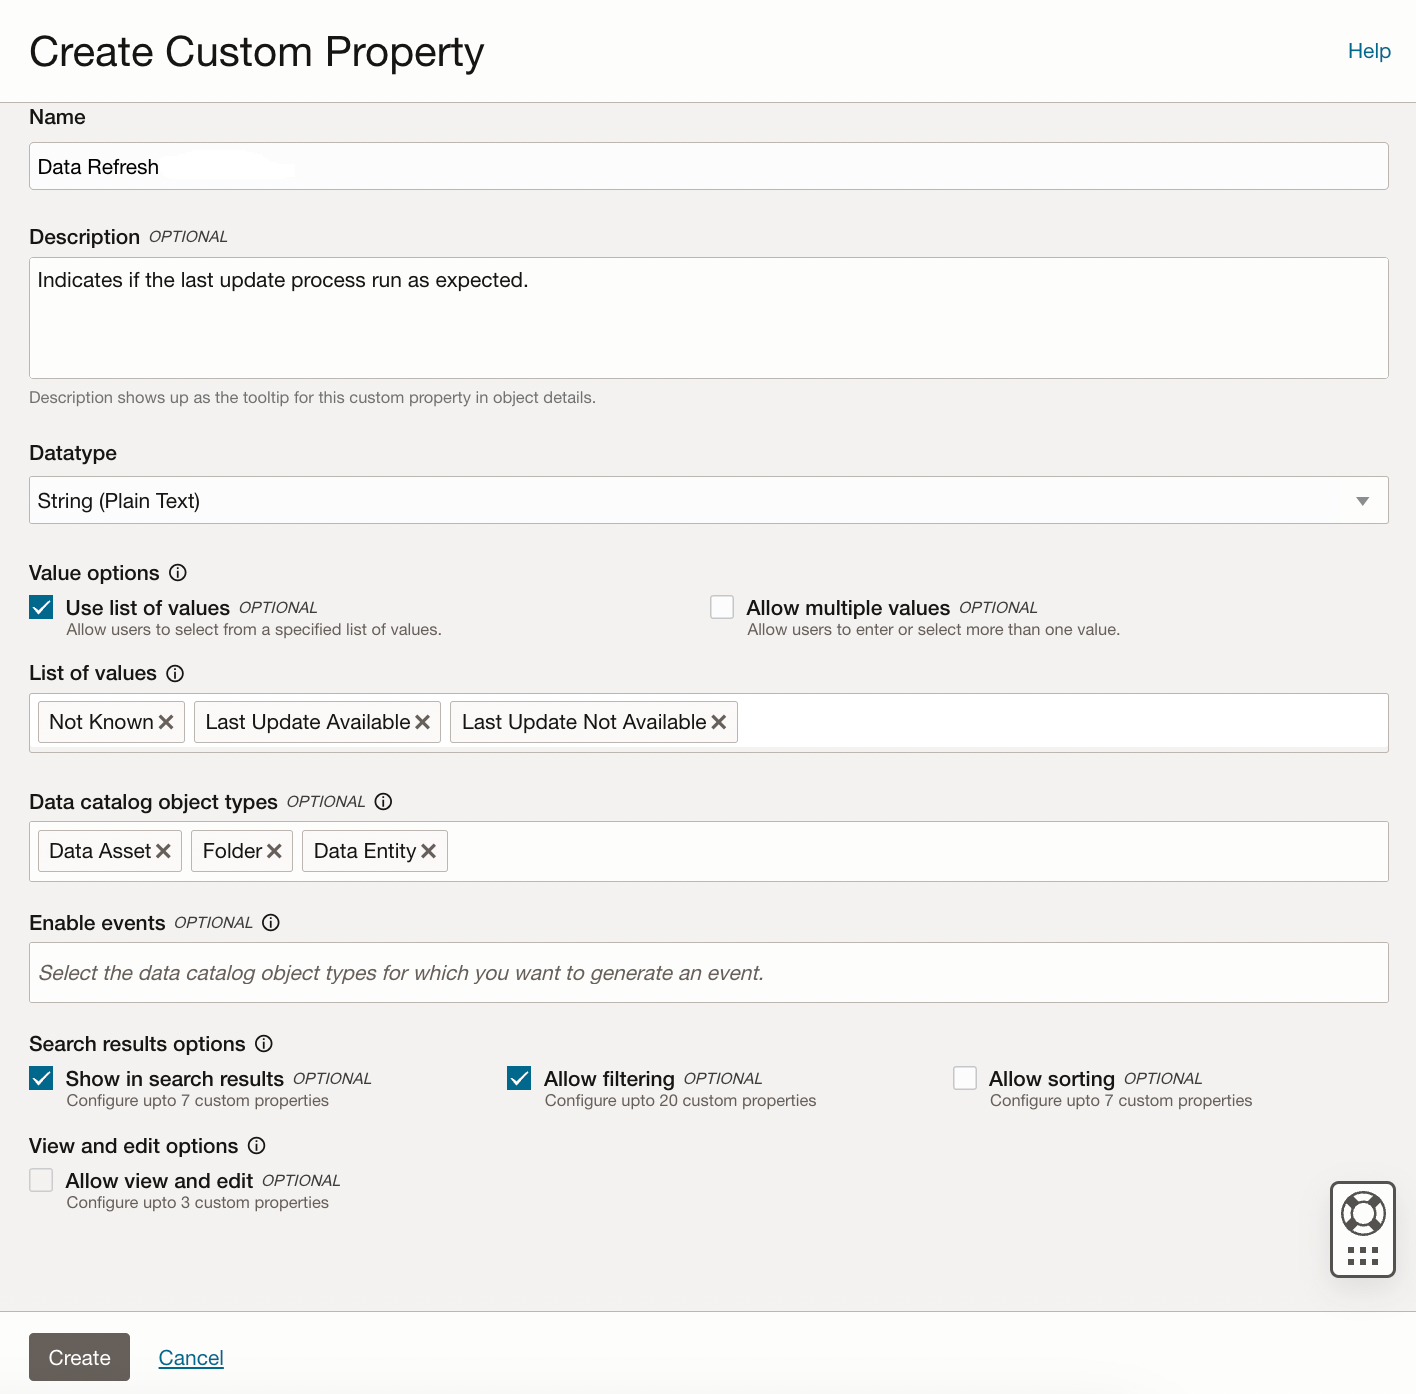 Create Custom Property
Help
Name
Data Refresh
Description OPTIONAL
Indicates if the last update process run as expected.
Description shows up as the tooltip for this custom property in object details.
Datatype
String (Plain Text)
Value options
Use list of values OPTIONAL
Allow users to select from a specified list of values.
Allow multiple values OPTIONAL
Allow users to enter or select more than one value.
List of values
Not Known Last Update Available Last Update Not Available
Data catalog object types OPTIONAL
Data Asset Folder Data Entity
Enable events OPTIONAL
Select the data catalog object types for which you want to generate an event.
Search results options
Show in search results OPTIONAL
Configure upto 7 custom properties
Allow filtering OPTIONAL
Configure upto 20 custom properties
Allow sorting OPTIONAL
Configure upto 7 custom properties
View and edit options
Allow view and edit OPTIONAL
Configure upto 3 custom properties
Create Cancel